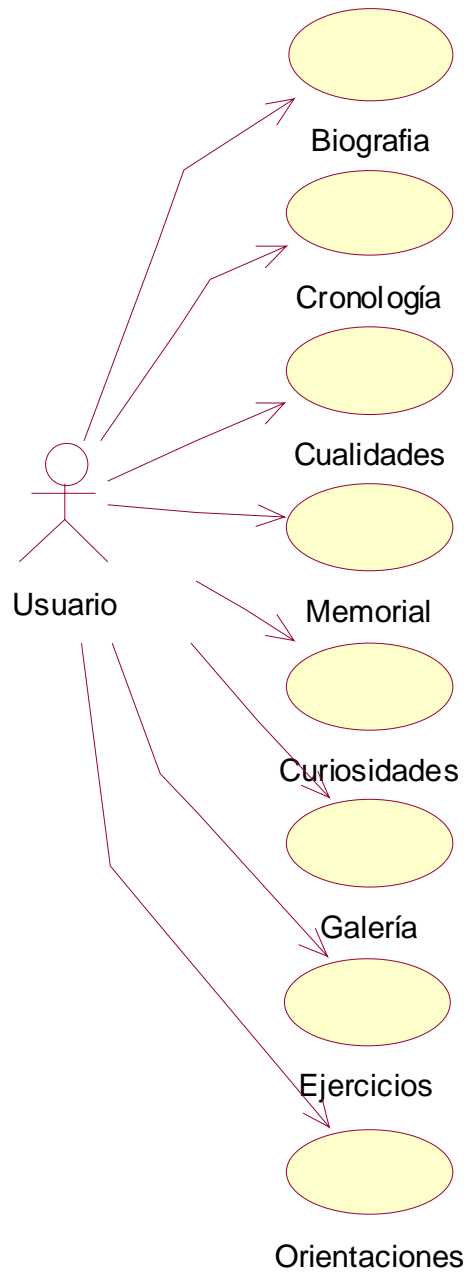 Biografia
Cronología
Cualidades
Usuario
Memorial
Curiosidades
Galería
Ejercicios
Orientaciones